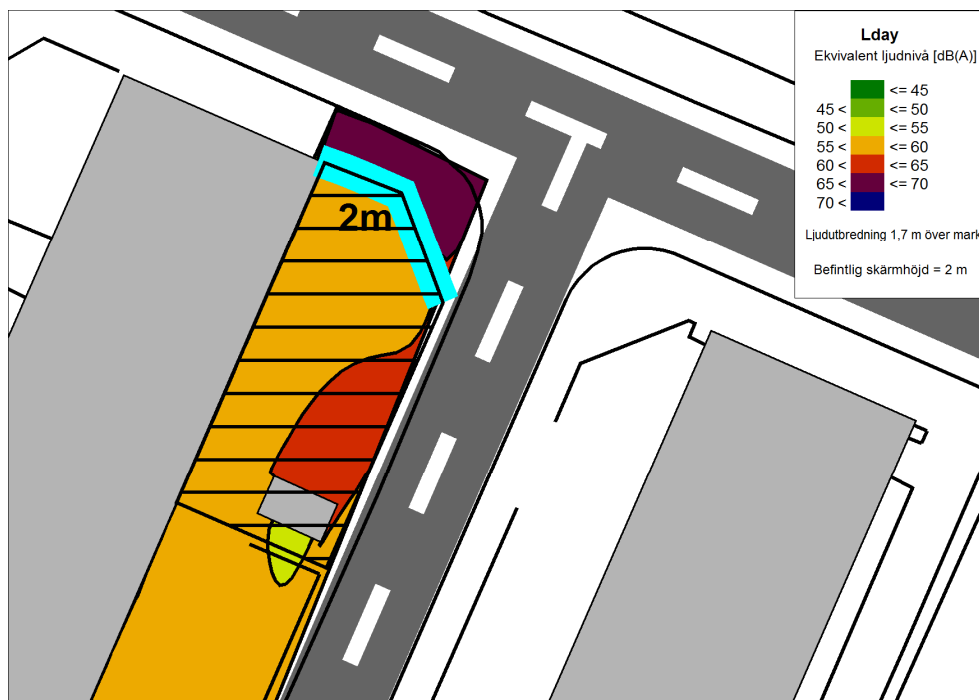 Lday
Ekvivalent ljudnivå [dB(A)]
<= 45
45 < <= 50
50 < <= 55
55 < <= 60
60 < <= 65
65 < <= 70
70 <
Ljudutbredning 1,7 m över mark
Befintlig skärmhöjd = 2 m
2m